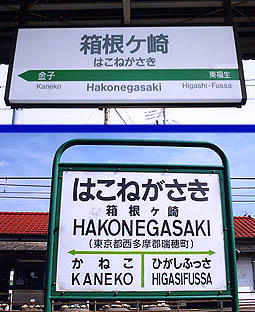 箱根ケ崎
はこねがさき
金子 東福生
Kaneko Hakonegasaki Higashi-Fussa
はこねがさき
箱根ヶ崎
HAKONEGASAKI
(東京都西多摩郡瑞穂町)
かねこ ひがしふっさ
KANEKO HIGASIFUSSA